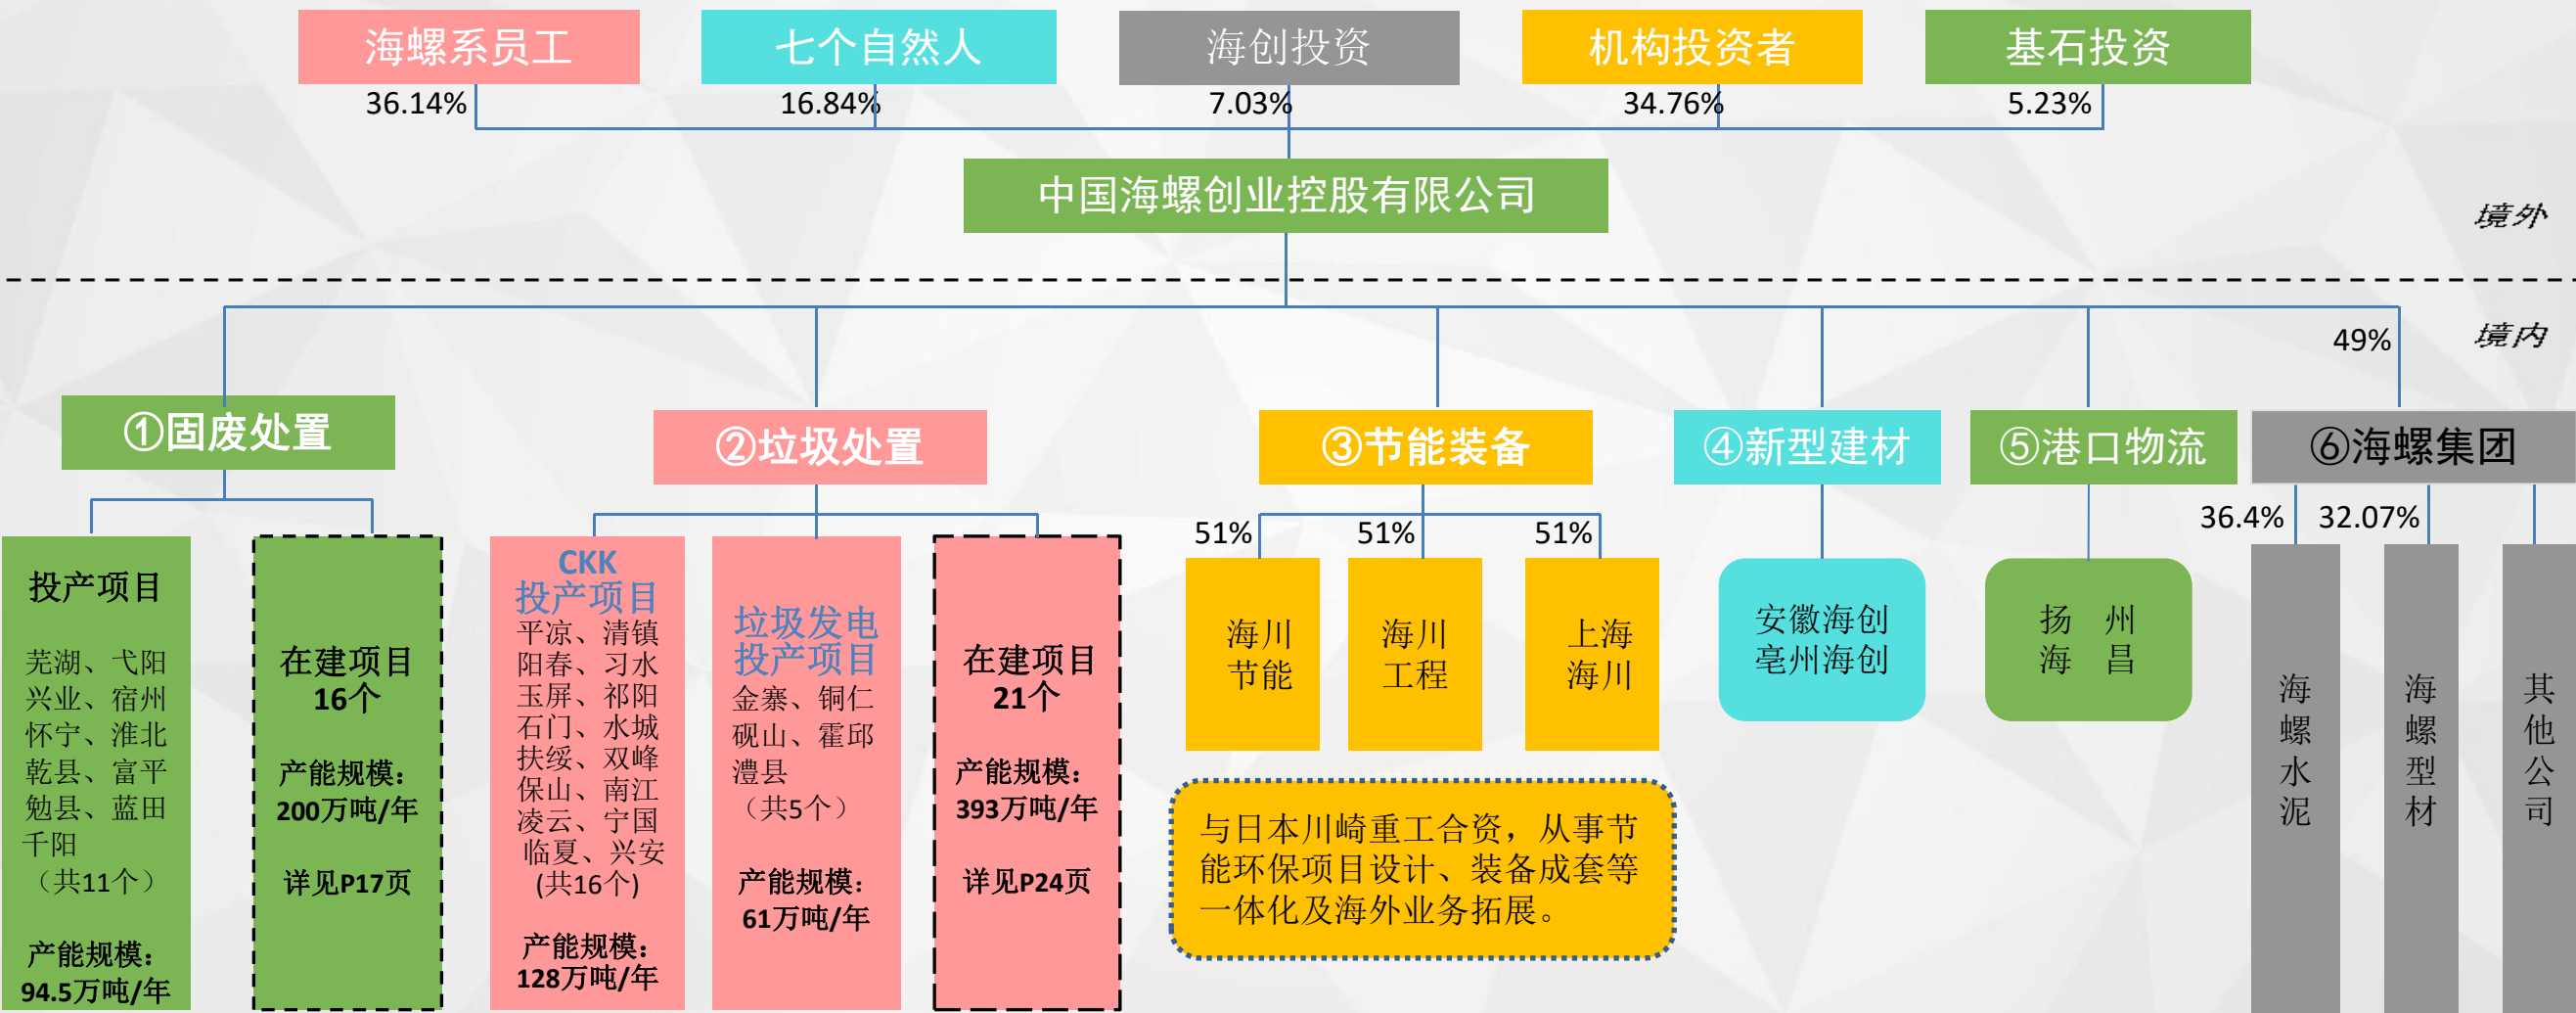 海螺系员工
七个自然人
海创投资
机构投资者
基石投资
36.14%
16.84%
7.03%
34.76%
5.23%
中国海螺创业控股有限公司
境外
境内
49%
①固废处置
②垃圾处置
③节能装备
④新型建材
⑤港口物流
⑥海螺集团
投产项目
芜湖、弋阳
兴业、宿州
怀宁、淮北
乾县、富平
勉县、蓝田
千阳
（共11个）
产能规模：
94.5万吨/年
在建项目
16个
产能规模：
200万吨/年
详见P17页
CKK
投产项目
平凉、清镇
阳春、习水
玉屏、祁阳
石门、水城
扶绥、双峰
保山、南江
凌云、宁国
临夏、兴安
(共16个)
产能规模：
128万吨/年
垃圾发电
投产项目
金寨、铜仁
砚山、霍邱
澧县
（共5个）
产能规模：
61万吨/年
在建项目
21个
产能规模：
393万吨/年
详见P24页
51%
51%
51%
海川
节能
海川
工程
上海
海川
与日本川崎重工合资，从事节
能环保项目设计、装备成套等
一体化及海外业务拓展。
安徽海创
亳州海创
扬 州
海 昌
36.4%
32.07%
海螺水泥
海螺型材
其他公司